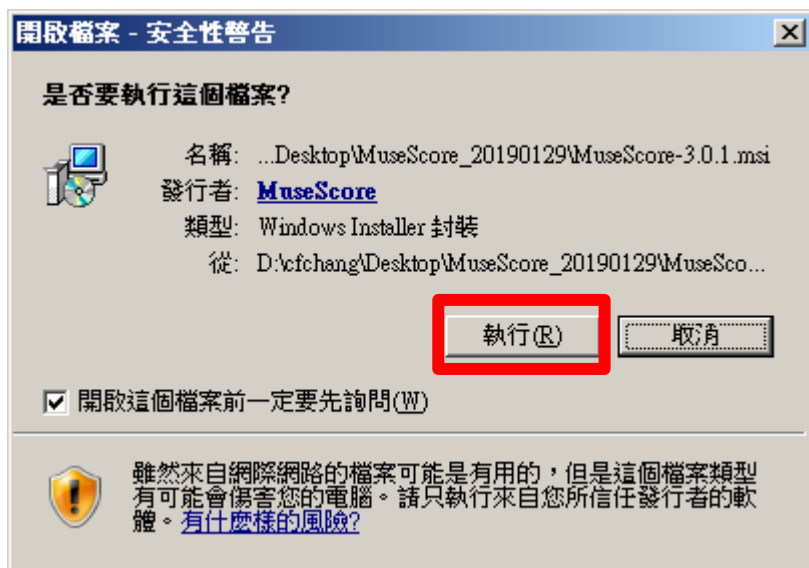 開啟檔案 - 安全性警告
是否要執行這個檔案?
名稱: ...Desktop\MuseScore_20190129\MuseScore-3.0.1.msi
發行者: MuseScore
類型: Windows Installer 封裝
從: D:\cfchang\Desktop\MuseScore_20190129\MuseSco...
執行(R) 取消
開啟這個檔案前一定要先詢問(W)
雖然來自網際網路的檔案可能是有用的，但是這個檔案類型
有可能會傷害您的電腦。請只執行來自您所信任發行者的軟
體。有什麼樣的風險?